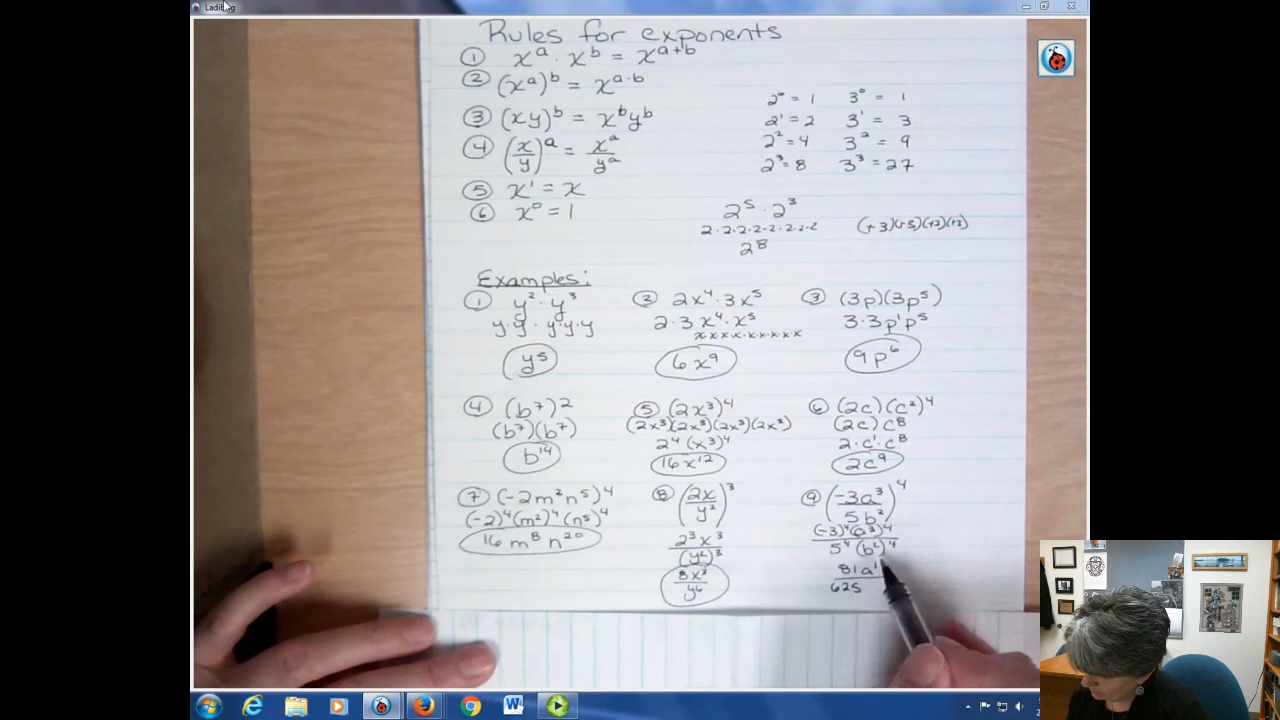 Rules for exponents
① x^a · x^b = x^(a+b)
② (x^a)^b = x^(a·b)
③ (xy)^b = x^b y^b
④ (x/y)^a = x^a/y^a
⑤ x^1 = x
⑥ x^0 = 1
2^0 = 1 3^0 = 1
2^1 = 2 3^1 = 3
2^2 = 4 3^2 = 9
2^3 = 8 3^3 = 27
2^5 · 2^3
2·2·2·2·2·2·2·2
2^8
Examples:
① y^2 · y^3
y·y · y·y·y
y^5
② 2x^4 · 3x^5
2·3 x^4·x^5
x·x·x·x·x·x·x·x·x
6x^9
③ (3p)(3p^5)
3·3p^1p^5
9p^6
④ (b^7)^2
(b^7)(b^7)
b^14
⑤ (2x^3)^4
(2x^3)(2x^3)(2x^3)(2x^3)
2^4 (x^3)^4
16x^12
⑥ (2c)(c^2)^4
(2c) c^8
2·c^1·c^8
2c^9
⑦ (-2m^2n^5)^4
(-2)^4(m^2)^4(n^5)^4
16 m^8 n^20
⑧ (2x/y^2)^3
2^3 x^3/(y^2)^3
8x^3/y^6
⑨ (-3a^3/5b^2)^4
(-3)^4(a^3)^4/5^4(b^2)^4
81a^1
625